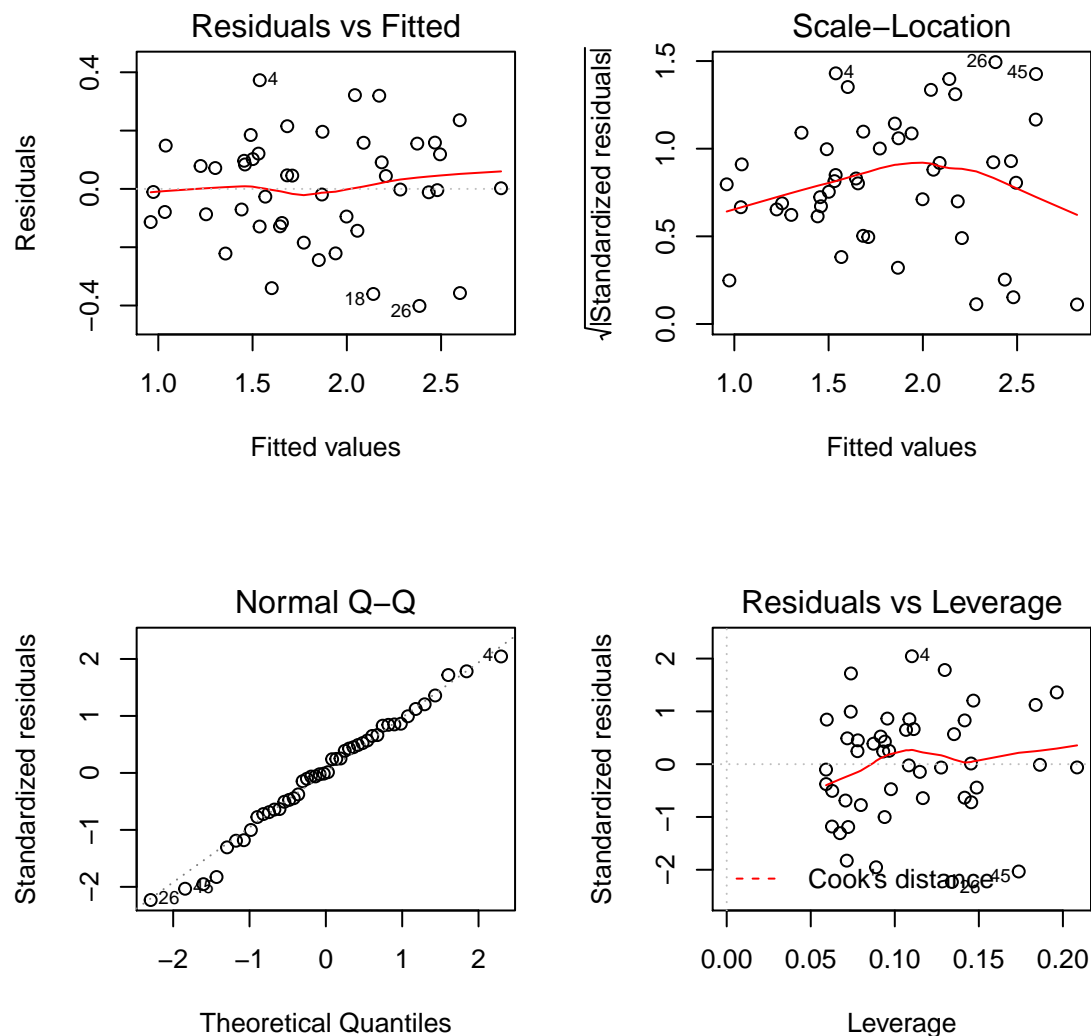 Residuals vs Fitted
Residuals
0.4
0.0
−0.4
4
18
26
1.0 1.5 2.0 2.5
Fitted values
Scale−Location
√|Standardized residuals|
1.5
1.0
0.5
0.0
4
26
45
1.0 1.5 2.0 2.5
Fitted values
Normal Q−Q
Standardized residuals
2
1
0
−1
−2
4
26
45
−2 −1 0 1 2
Theoretical Quantiles
Residuals vs Leverage
Standardized residuals
2
1
0
−2
4
45
26
Cook's distance
0.00 0.05 0.10 0.15 0.20
Leverage